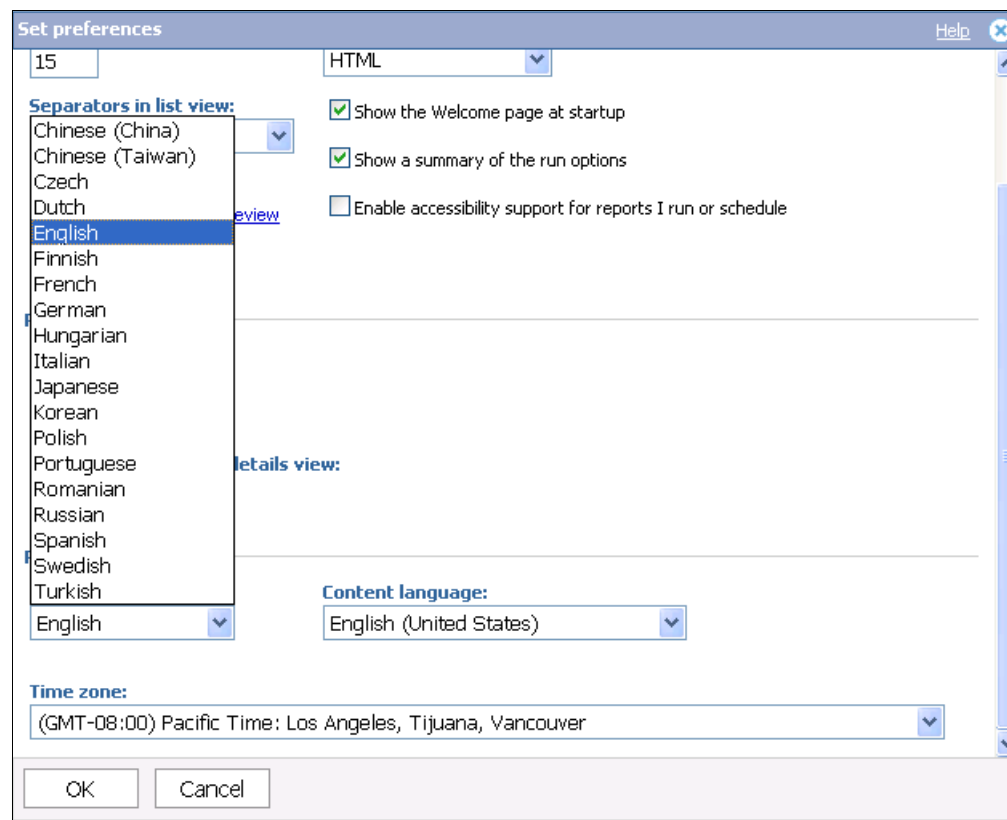 Set preferences Help
15 HTML
Separators in list view:
Show the Welcome page at startup
Show a summary of the run options
Enable accessibility support for reports I run or schedule
Chinese (China)
Chinese (Taiwan)
Czech
Dutch
eview
English
Finnish
French
German
Hungarian
Italian
Japanese
Korean
Polish
Portuguese
details view:
Romanian
Russian
Spanish
Swedish
Turkish
Content language:
English English (United States)
Time zone:
(GMT-08:00) Pacific Time: Los Angeles, Tijuana, Vancouver
OK Cancel